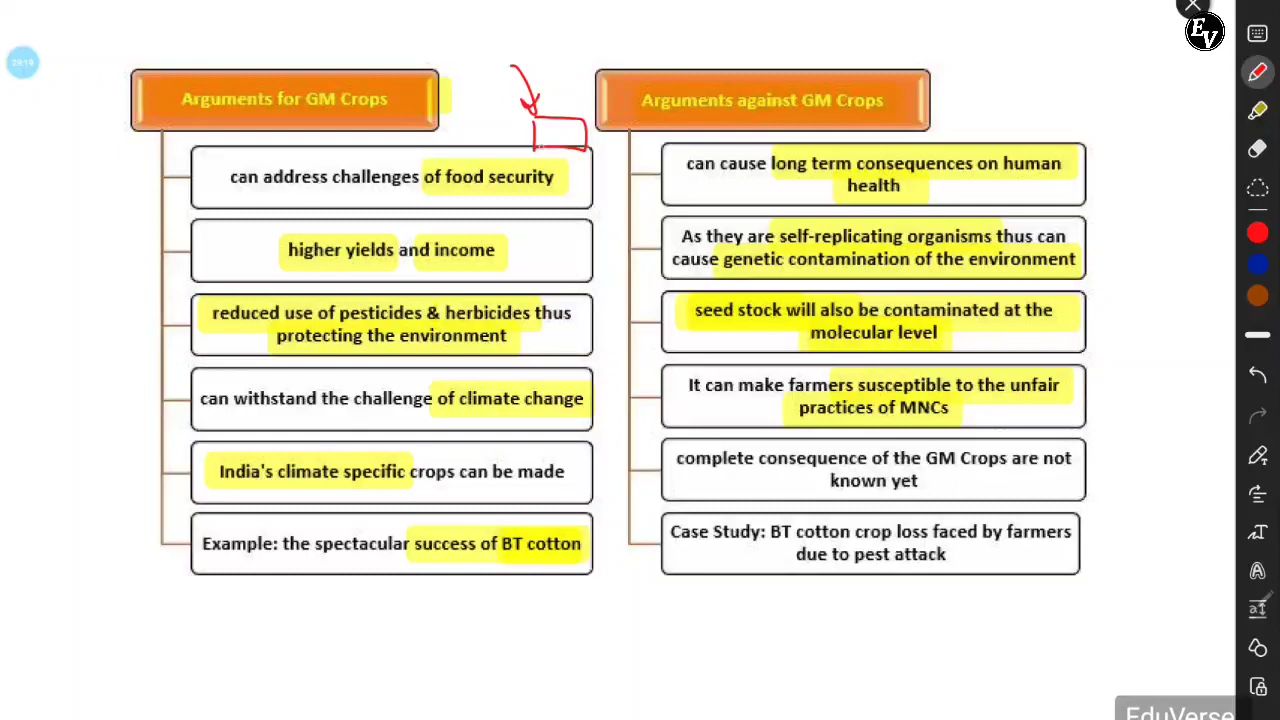 EV
29:19
Arguments for GM Crops
can address challenges of food security
higher yields and income
reduced use of pesticides & herbicides thus
protecting the environment
can withstand the challenge of climate change
India's climate specific crops can be made
Example: the spectacular success of BT cotton
Arguments against GM Crops
can cause long term consequences on human
health
As they are self-replicating organisms thus can
cause genetic contamination of the environment
seed stock will also be contaminated at the
molecular level
It can make farmers susceptible to the unfair
practices of MNCs
complete consequence of the GM Crops are not
known yet
Case Study: BT cotton crop loss faced by farmers
due to pest attack
EduVerse